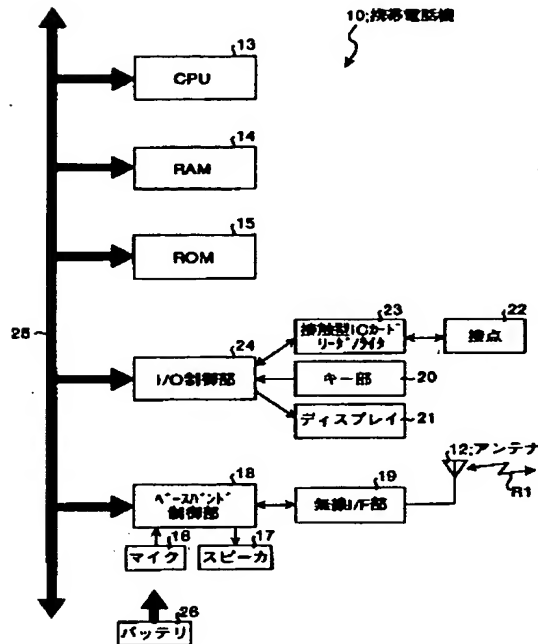 10;携帯電話機
13
CPU
14
RAM
15
ROM
25
24
I/O制御部
23
接触型ICカード
リーダ/ライタ
22
接点
キー部
20
ディスプレイ
21
18
ベースバンド
制御部
19
無線I/F部
12;アンテナ
R1
マイク
16
スピーカ
17
26
バッテリ